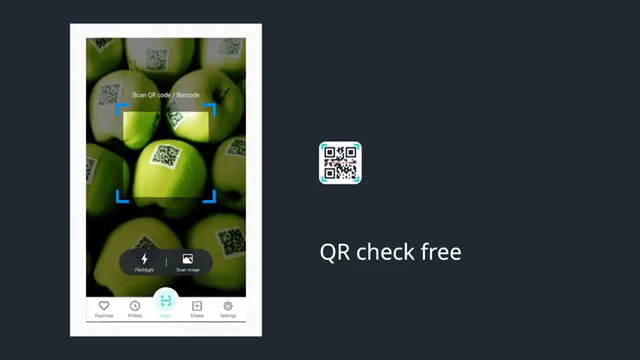 Scan QR code / Barcode
Flashlight
Scan image
Favorites
History
Scan
Create
Settings
QR check free